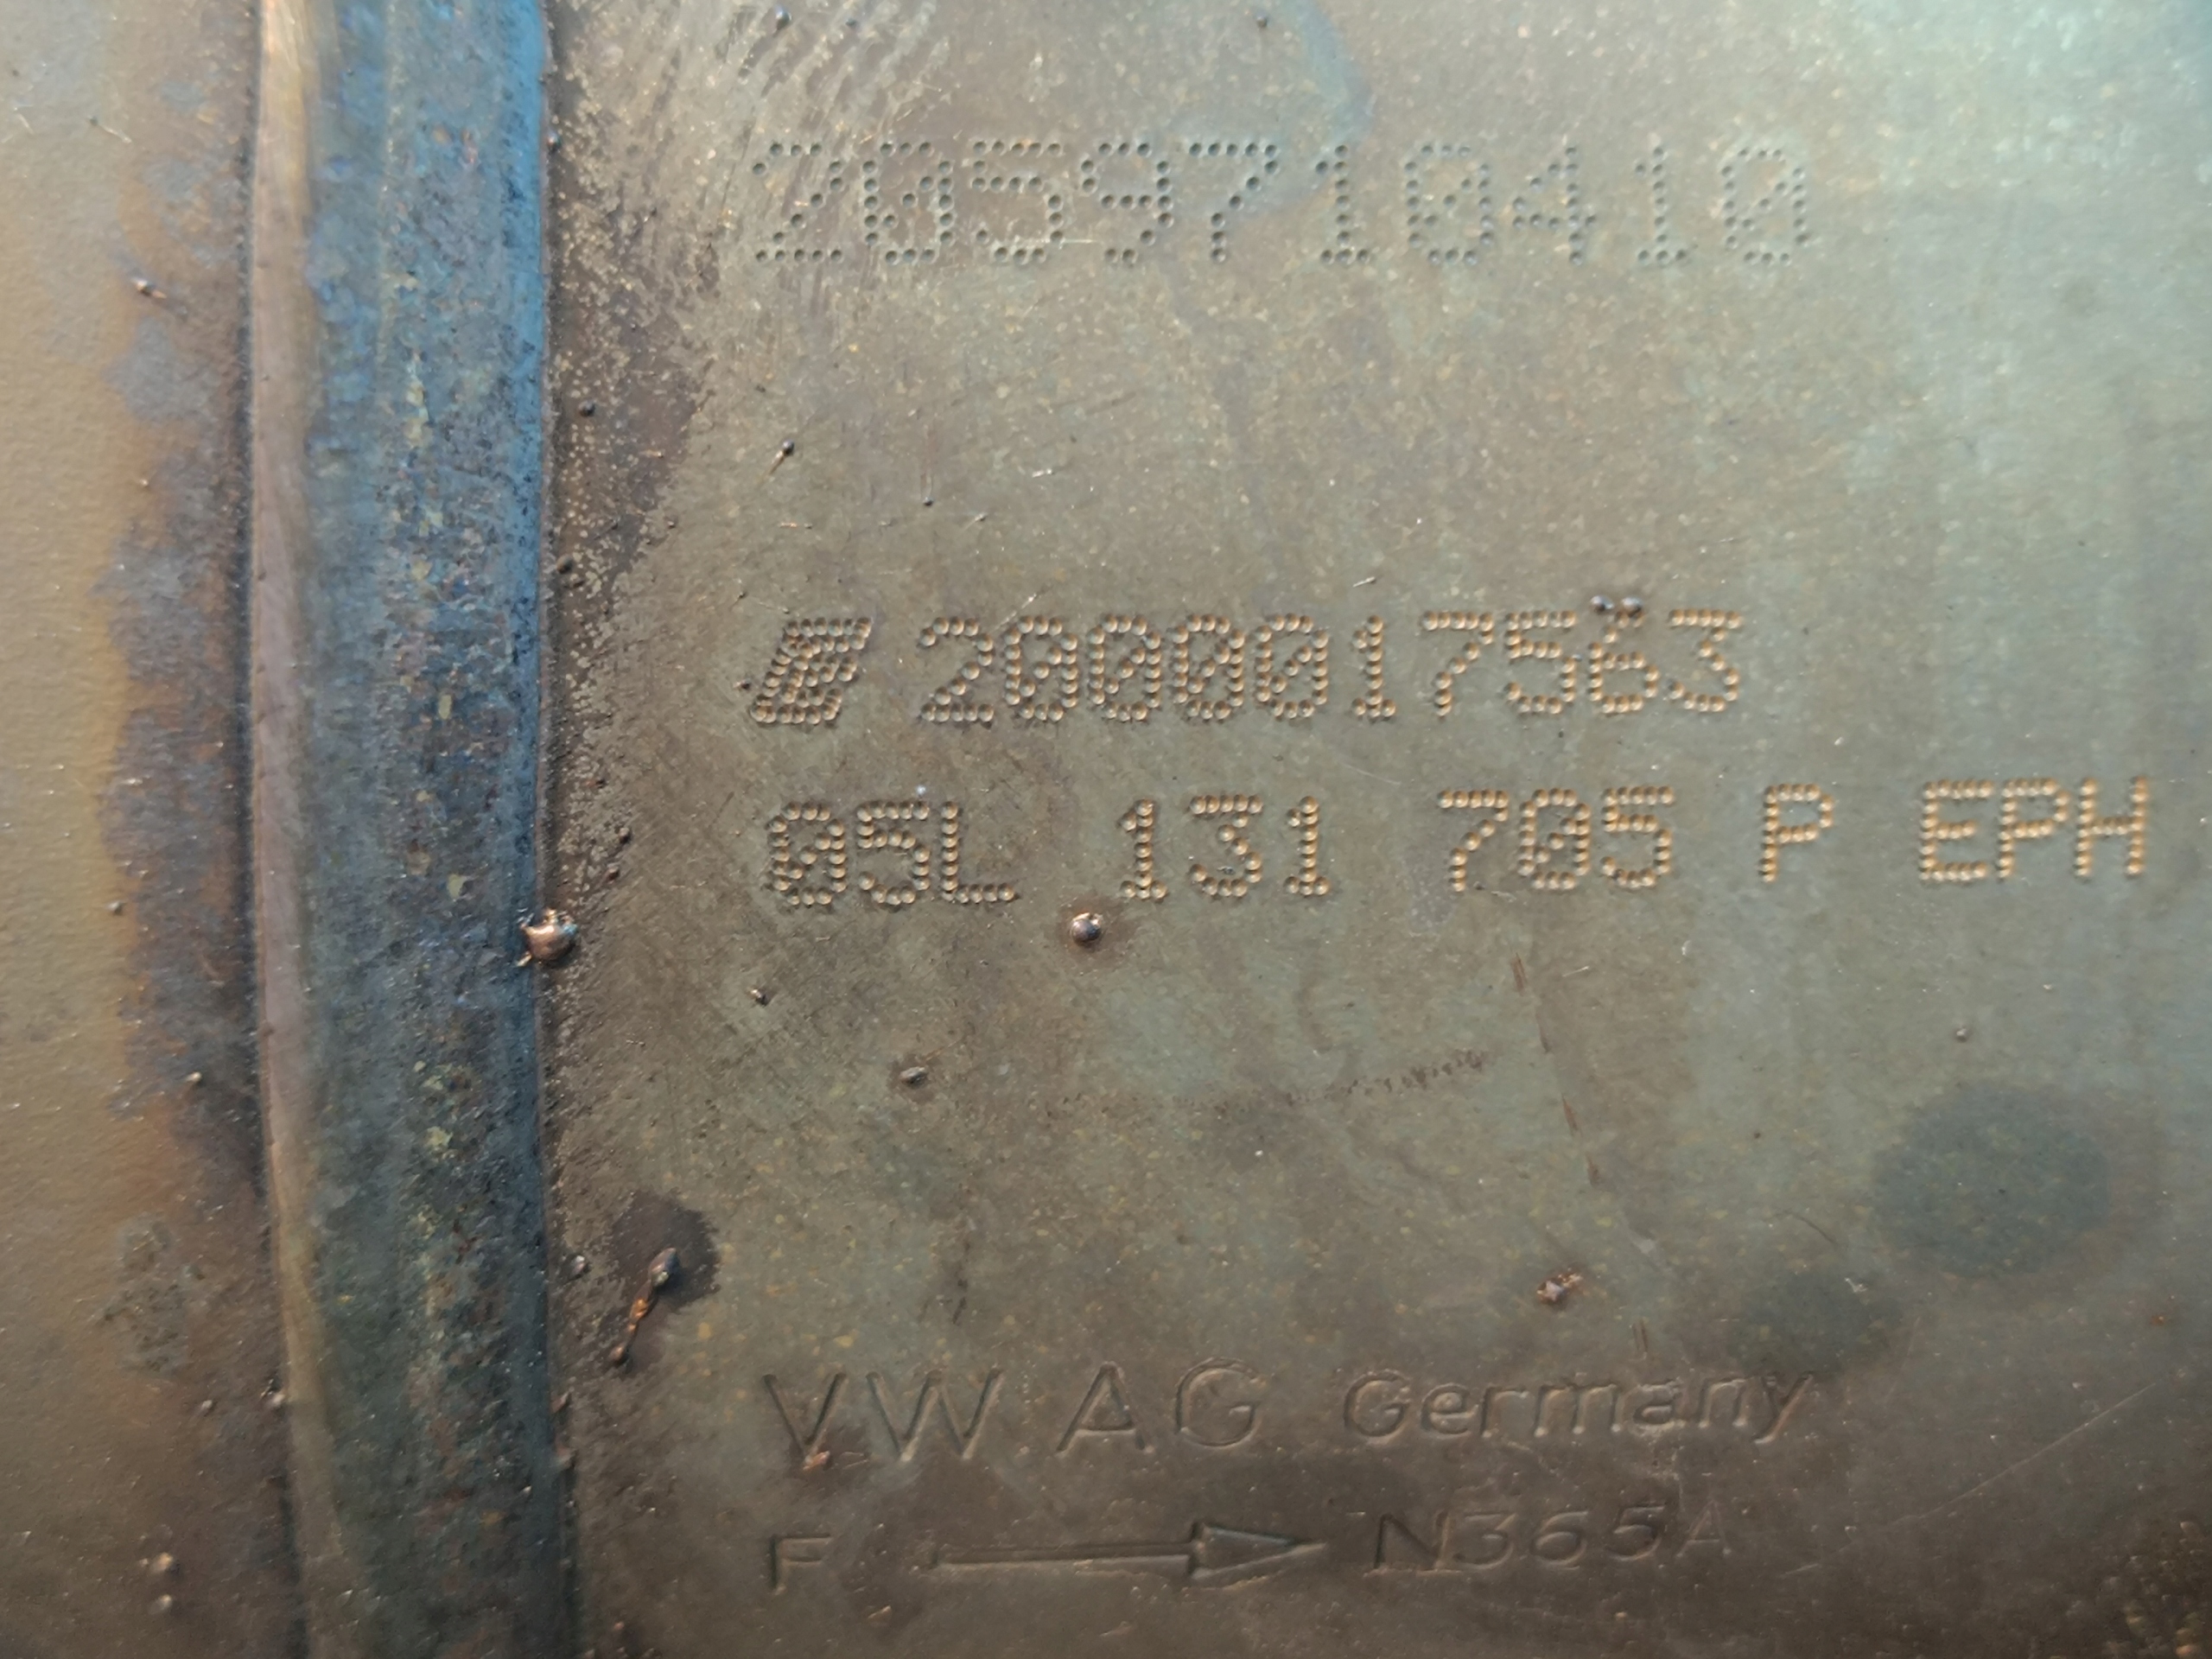 2059710410
2000017563
05L 131 705 P EPH
VW AG Germany
F N365A